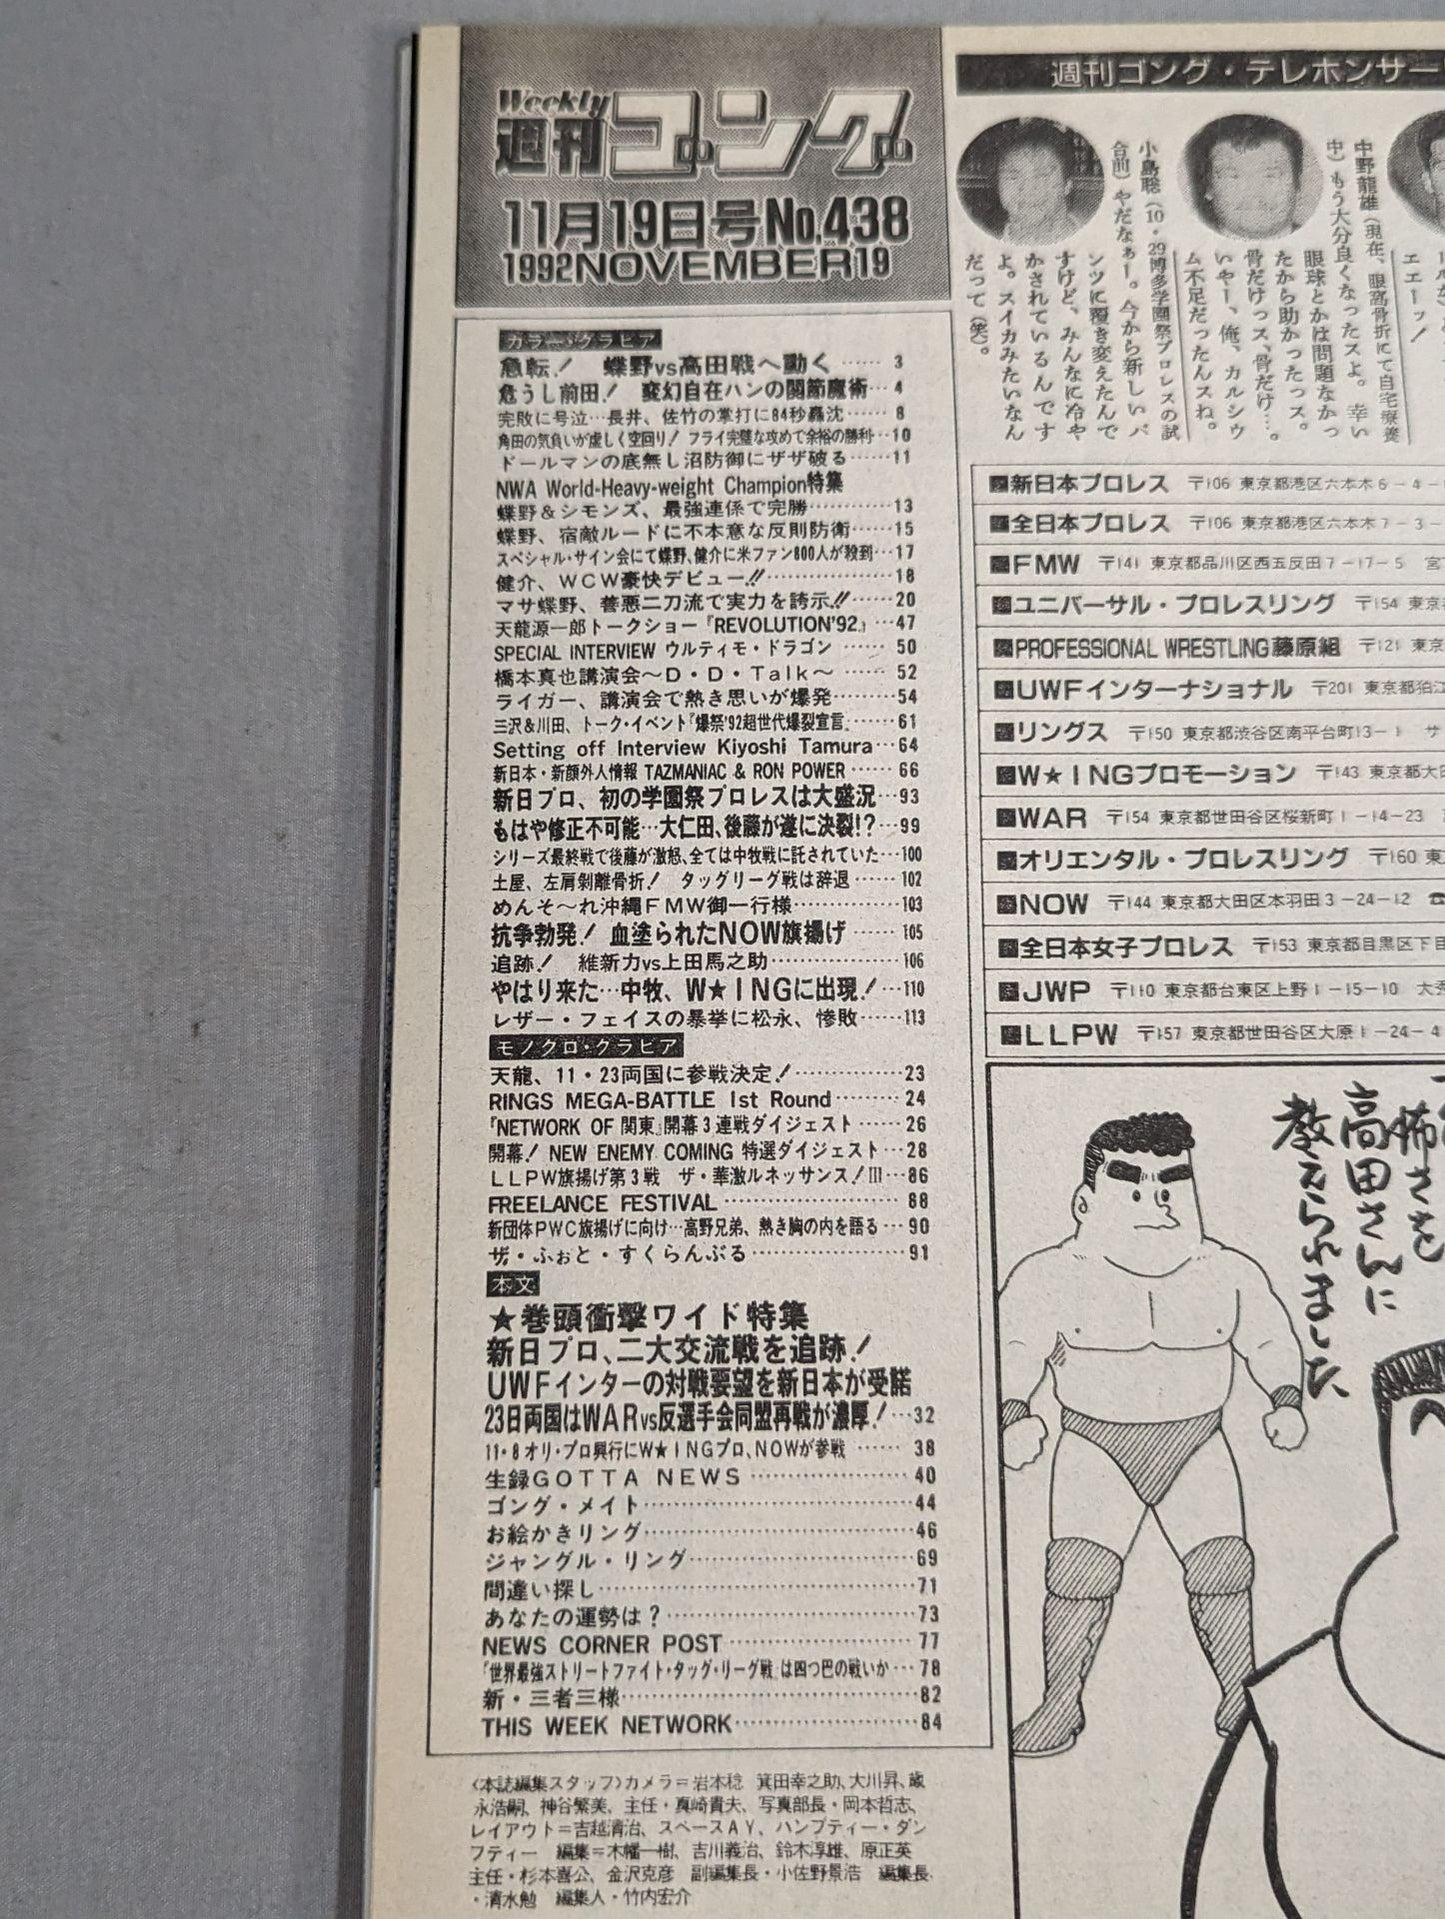 Weekly
週刊ゴング
11月19日号No.438
1992NOVEMBER19
カラー・グラビア
急転！ 蝶野vs高田戦へ動く……3
危うし前田！ 変幻自在ハンの関節魔術…4
完敗に号泣…長井、佐竹の掌打に84秒轟沈……8
角田の気負いが虚しく空回り！ フライ完璧な攻めで余裕の勝利…10
ドールマンの底無し沼防御にザザ破る……11
NWA World-Heavy-weight Champion特集
蝶野＆シモンズ、最強連係で完勝…………13
蝶野、宿敵ルードに不本意な反則防衛……15
スペシャル・サイン会にて蝶野、健介に米ファン800人が殺到…17
健介、WCW豪快デビュー!!………………18
マサ蝶野、善悪二刀流で実力を誇示!!……20
天龍源一郎トークショー『REVOLUTION'92』…47
SPECIAL INTERVIEW ウルティモ・ドラゴン……50
橋本真也講演会〜D・D・Talk〜……52
ライガー、講演会で熱き思いが爆発………54
三沢＆川田、トーク・イベント『爆祭'92超世代爆裂宣言』……61
Setting off Interview Kiyoshi Tamura…64
新日本・新顔外人情報 TAZMANIAC & RON POWER……66
新日プロ、初の学園祭プロレスは大盛況…93
もはや修正不可能…大仁田、後藤が遂に決裂!?…99
シリーズ最終戦で後藤が激怒、全ては中牧戦に託されていた…100
土屋、左肩剝離骨折！ タッグリーグ戦は辞退……102
めんそ〜れ沖縄FMW御一行様……………103
抗争勃発！ 血塗られたNOW旗揚げ……105
追跡！ 維新力vs上田馬之助………………106
やはり来た…中牧、W★INGに出現！…110
レザー・フェイスの暴挙に松永、惨敗……113
モノクロ・グラビア
天龍、11・23両国に参戦決定！……………23
RINGS MEGA-BATTLE 1st Round………24
『NETWORK OF 関東』開幕3連戦ダイジェスト……26
開幕！ NEW ENEMY COMING 特選ダイジェスト…28
LLPW旗揚げ第3戦 ザ・華激ルネッサンス！III…86
FREELANCE FESTIVAL……………………88
新団体PWC旗揚げに向け…高野兄弟、熱き胸の内を語る…90
ザ・ふぉと・すくらんぶる…………………91
本文
★巻頭衝撃ワイド特集
新日プロ、二大交流戦を追跡！
UWFインターの対戦要望を新日本が受諾
23日両国はWARvs反選手会同盟再戦が濃厚！…32
11・8オリ・プロ興行にW★INGプロ、NOWが参戦……38
生録GOTTA NEWS…………………40
ゴング・メイト………………………………44
お絵かきリング………………………………46
ジャングル・リング…………………………69
間違い探し……………………………………71
あなたの運勢は？……………………………73
NEWS CORNER POST……………………77
『世界最強ストリートファイト・タッグ・リーグ戦』は四つ巴の戦いか…78
新・三者三様…………………………………82
THIS WEEK NETWORK……………………84
〈本誌編集スタッフ〉カメラ＝岩本稔 箕田幸之助、大川昇、歳
永浩嗣、神谷繁美、主任・真崎貴夫、写真部長・岡本哲志、
レイアウト＝吉越清治、スペースAY、ハンプティー・ダン
プティー 編集＝木幡一樹、吉川義治、鈴木淳雄、原正英
主任・杉本喜公、金沢克彦 副編集長・小佐野景浩 編集長
・清水勉 編集人・竹内宏介
週刊ゴング・テレホンサー
エエーッ！
中野龍雄（現在、眼窩骨折にて自宅療養
中）もう大分良くなったスよ。幸い
眼球とかは問題なかっ
たから助かったっス。
骨だけっス、骨だけ…。
いやー、俺、カルシウ
ム不足だったんスね。
小島聡（10・29博多学園祭プロレスの試
合前）やだなぁー。今から新しいパ
ンツに履き変えたんで
すけど、みんなに冷や
かされているんです
よ。スイカみたいなん
だって（笑）。
新日本プロレス 〒106 東京都港区六本木6−4−
全日本プロレス 〒106 東京都港区六本木7−3−
FMW 〒141 東京都品川区西五反田7−17−5 宮
ユニバーサル・プロレスリング 〒154 東京
PROFESSIONAL WRESTLING藤原組 〒121 東京
UWFインターナショナル 〒201 東京都狛江
リングス 〒150 東京都渋谷区南平台町13−1 サ
W★INGプロモーション 〒143 東京都大田
WAR 〒154 東京都世田谷区桜新町1−14−23
オリエンタル・プロレスリング 〒160 東
NOW 〒144 東京都大田区本羽田3−24−12 ☎
全日本女子プロレス 〒153 東京都目黒区下目
JWP 〒110 東京都台東区上野1−15−10 大秀
LLPW 〒157 東京都世田谷区大原1−24−4
怖さを
高田さんに
教えられました、